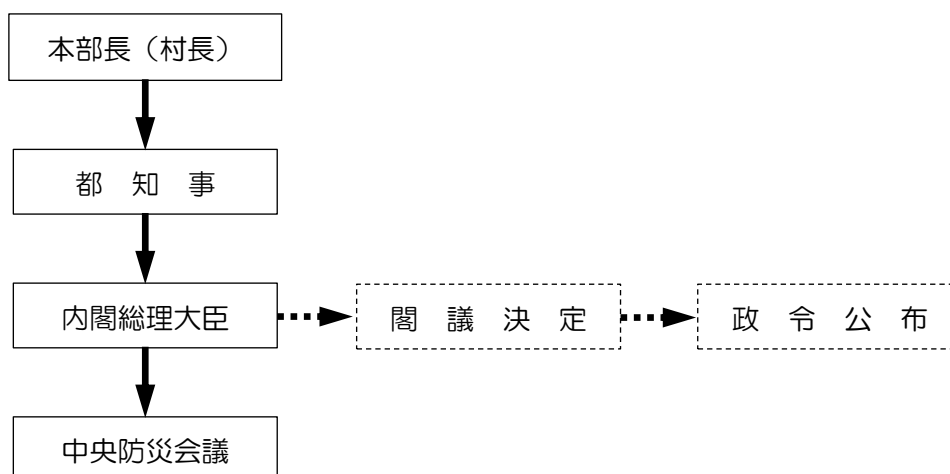 本部長（村長）
都　知　事
内閣総理大臣
閣　議　決　定
政　令　公　布
中央防災会議